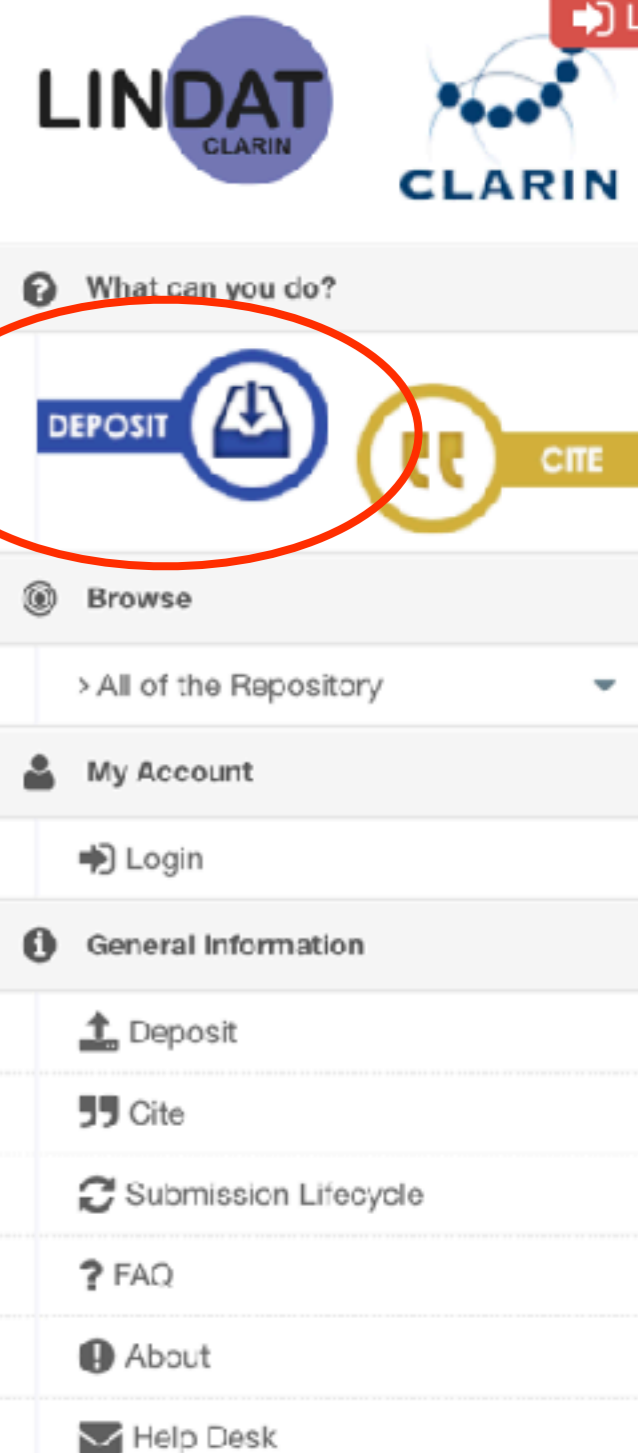 LINDAT
CLARIN
CLARIN
What can you do?
DEPOSIT
CITE
Browse
> All of the Repository
My Account
Login
General Information
Deposit
Cite
Submission Lifecycle
? FAQ
About
Help Desk